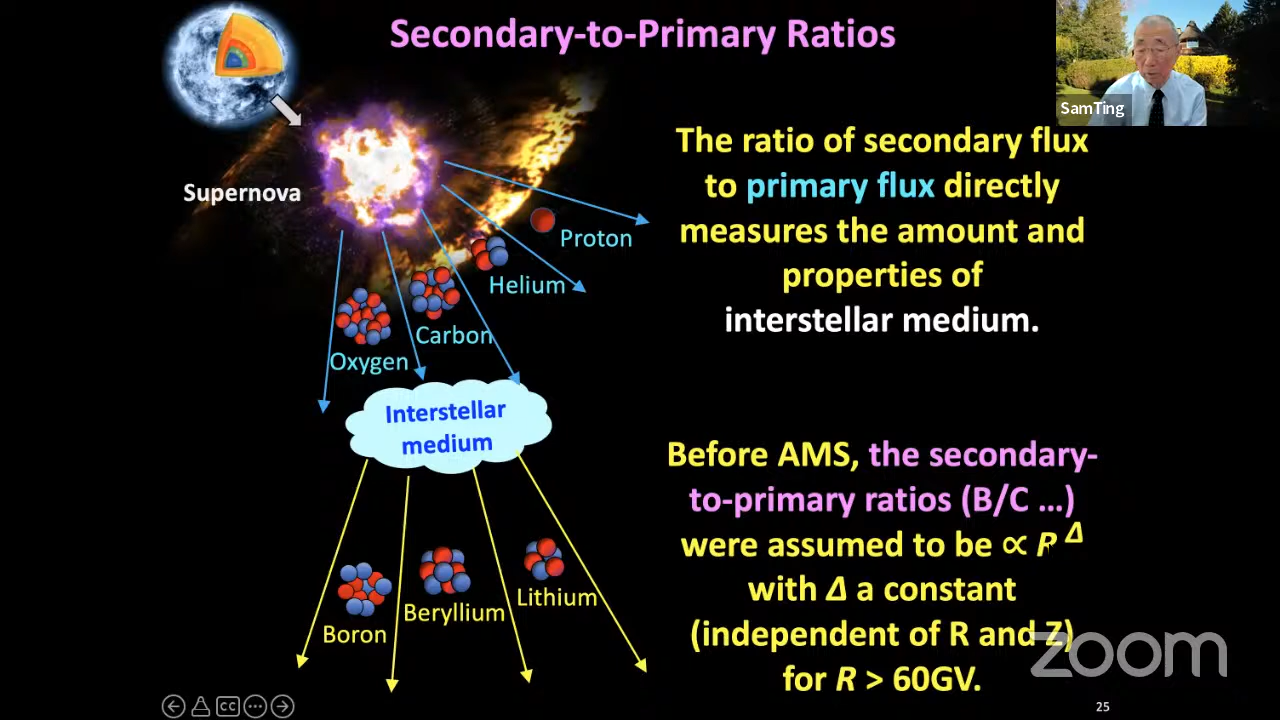 Secondary-to-Primary Ratios
SamTing
Supernova
Proton
Helium
Carbon
Oxygen
Interstellar
medium
Boron
Beryllium
Lithium
The ratio of secondary flux
to primary flux directly
measures the amount and
properties of
interstellar medium.
Before AMS, the secondary-
to-primary ratios (B/C ...)
were assumed to be ∝ R^Δ
with Δ a constant
(independent of R and Z)
for R > 60GV.
zoom
CC
25